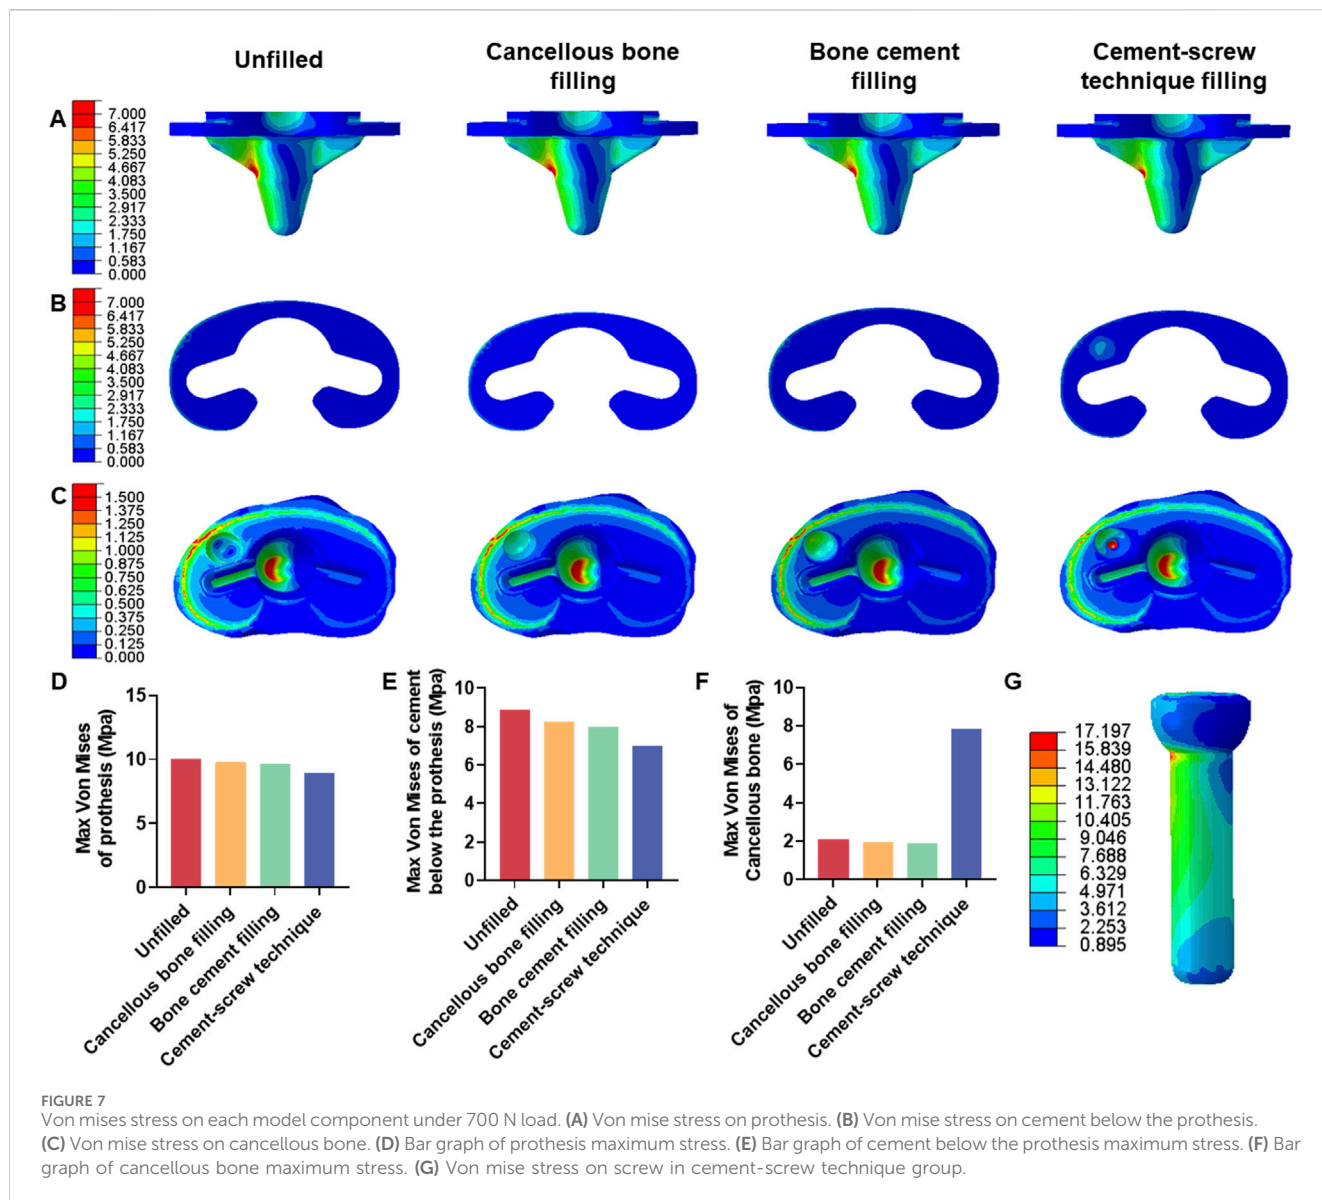 Unfilled
Cancellous bone
filling
Bone cement
filling
Cement-screw
technique filling
A
7.000
6.417
5.833
5.250
4.667
4.083
3.500
2.917
2.333
1.750
1.167
0.583
0.000
B
7.000
6.417
5.833
5.250
4.667
4.083
3.500
2.917
2.333
1.750
1.167
0.583
0.000
C
1.500
1.375
1.250
1.125
1.000
0.875
0.750
0.625
0.500
0.375
0.250
0.125
0.000
D
Max Von Mises
of prothesis (Mpa)
15
10
5
0
Unfilled
Cancellous bone filling
Bone cement filling
Cement-screw technique
E
Max Von Mises of cement
below the prothesis (Mpa)
10
8
6
4
2
0
Unfilled
Cancellous bone filling
Bone cement filling
Cement-screw technique
F
Max Von Mises of
Cancellous bone (Mpa)
10
8
6
4
2
0
Unfilled
Cancellous bone filling
Bone cement filling
Cement-screw technique
G
17.197
15.839
14.480
13.122
11.763
10.405
9.046
7.688
6.329
4.971
3.612
2.253
0.895
FIGURE 7
Von mises stress on each model component under 700 N load. (A) Von mise stress on prothesis. (B) Von mise stress on cement below the prothesis.
(C) Von mise stress on cancellous bone. (D) Bar graph of prothesis maximum stress. (E) Bar graph of cement below the prothesis maximum stress. (F) Bar
graph of cancellous bone maximum stress. (G) Von mise stress on screw in cement-screw technique group.